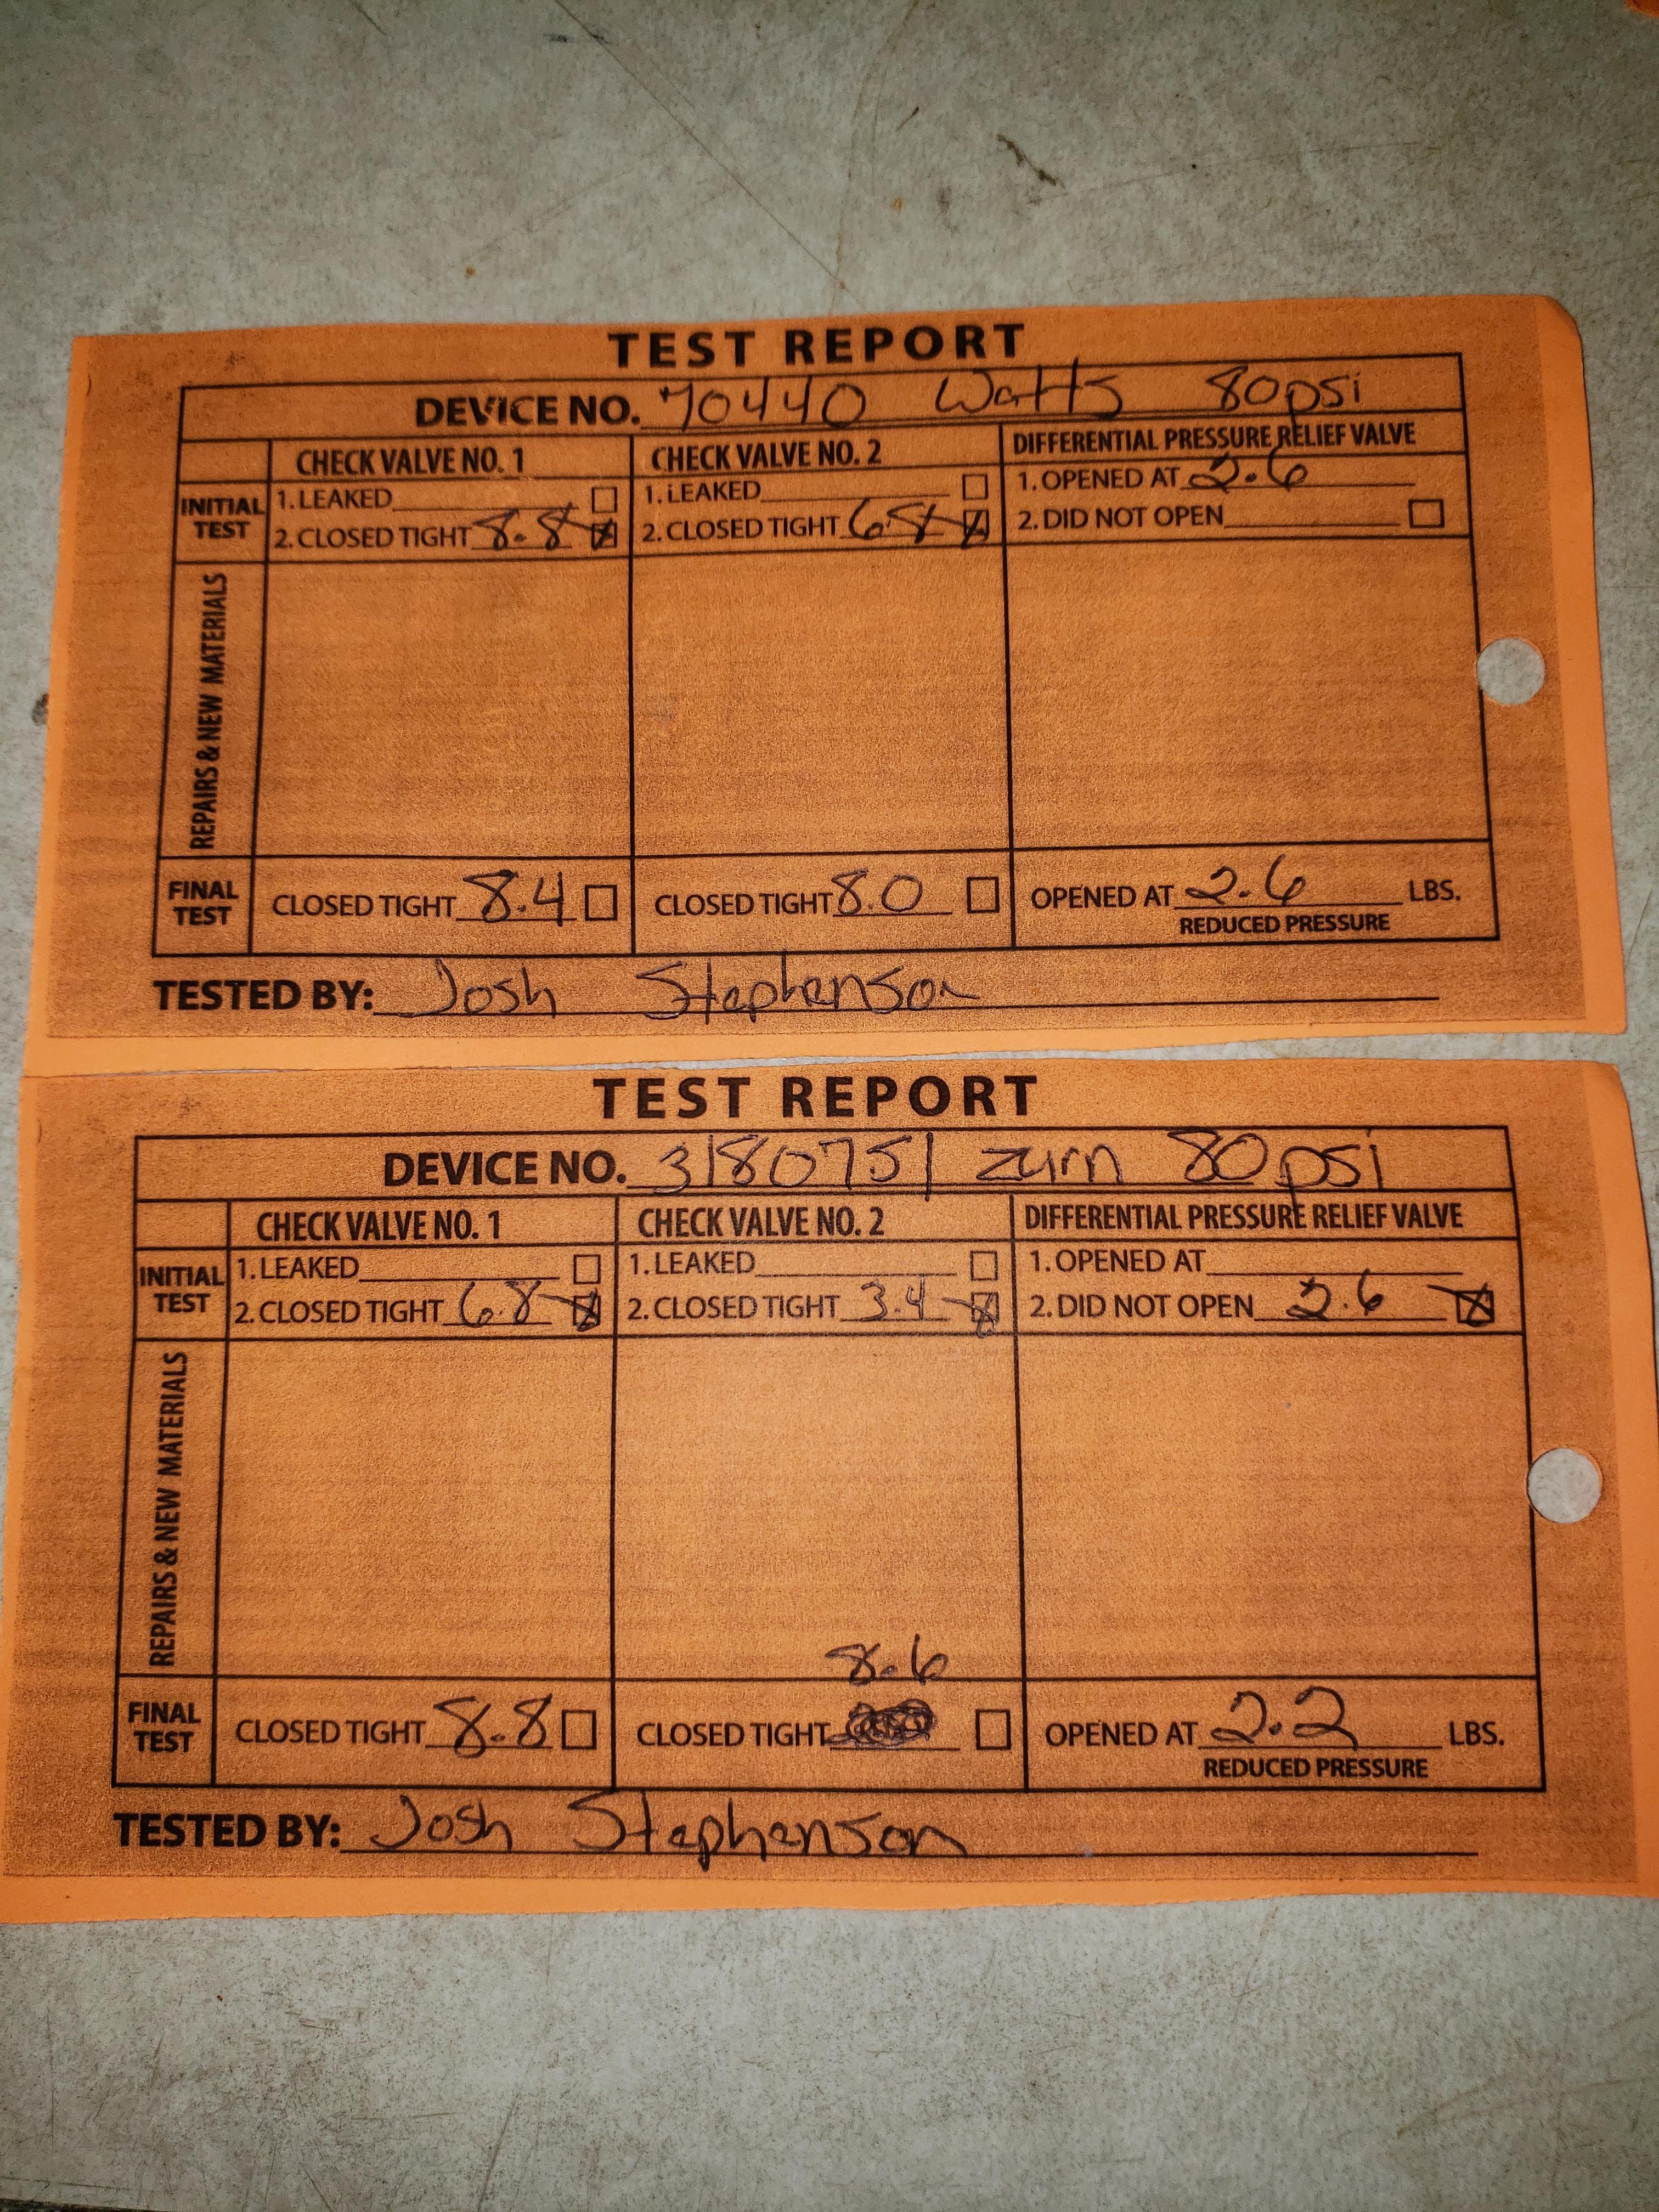 TEST REPORT
DEVICE NO. 70440 Watts 80psi
CHECK VALVE NO. 1 CHECK VALVE NO. 2 DIFFERENTIAL PRESSURE RELIEF VALVE
INITIAL TEST
1. LEAKED 1. LEAKED 1. OPENED AT 2.6
2. CLOSED TIGHT 8.8 2. CLOSED TIGHT 2. DID NOT OPEN
REPAIRS & NEW MATERIALS
FINAL TEST
CLOSED TIGHT 8.4 CLOSED TIGHT 8.0 OPENED AT 2.6 LBS.
REDUCED PRESSURE
TESTED BY: Josh Stephenson
TEST REPORT
DEVICE NO. 3180751 zurn 80psi
CHECK VALVE NO. 1 CHECK VALVE NO. 2 DIFFERENTIAL PRESSURE RELIEF VALVE
INITIAL TEST
1. LEAKED 1. LEAKED 1. OPENED AT
2. CLOSED TIGHT 6.8 2. CLOSED TIGHT 3.4 2. DID NOT OPEN 2.6
REPAIRS & NEW MATERIALS
8.6
FINAL TEST
CLOSED TIGHT 8.8 CLOSED TIGHT OPENED AT 2.2 LBS.
REDUCED PRESSURE
TESTED BY: Josh Stephenson